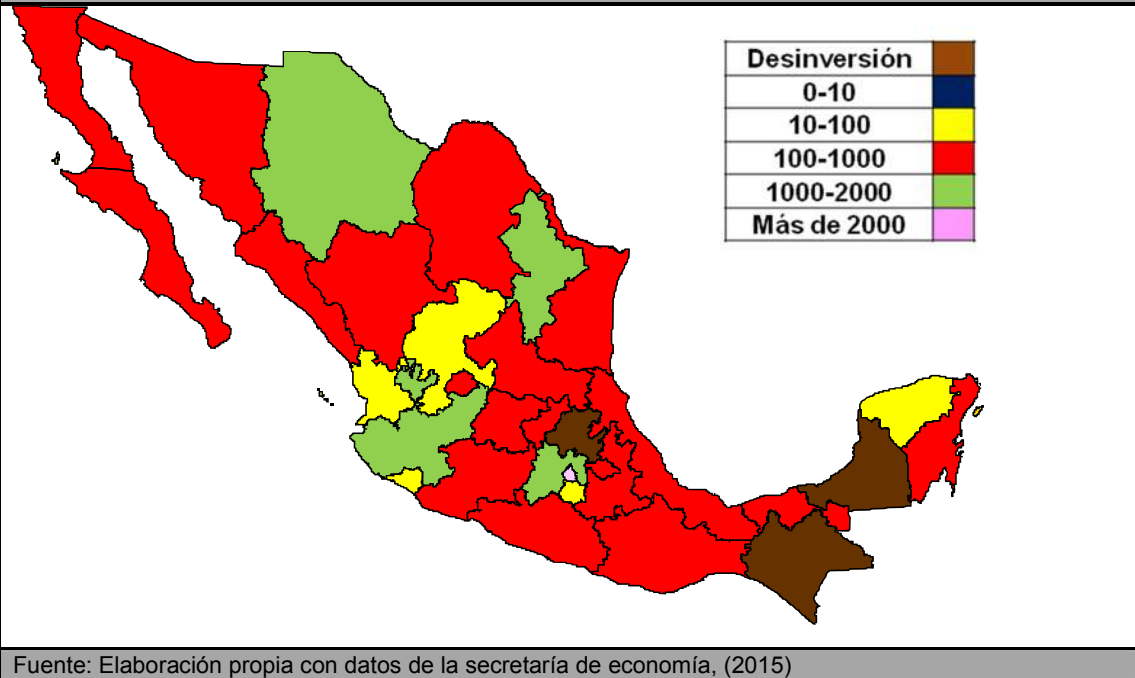 Desinversión
0-10
10-100
100-1000
1000-2000
Más de 2000
Fuente: Elaboración propia con datos de la secretaría de economía, (2015)